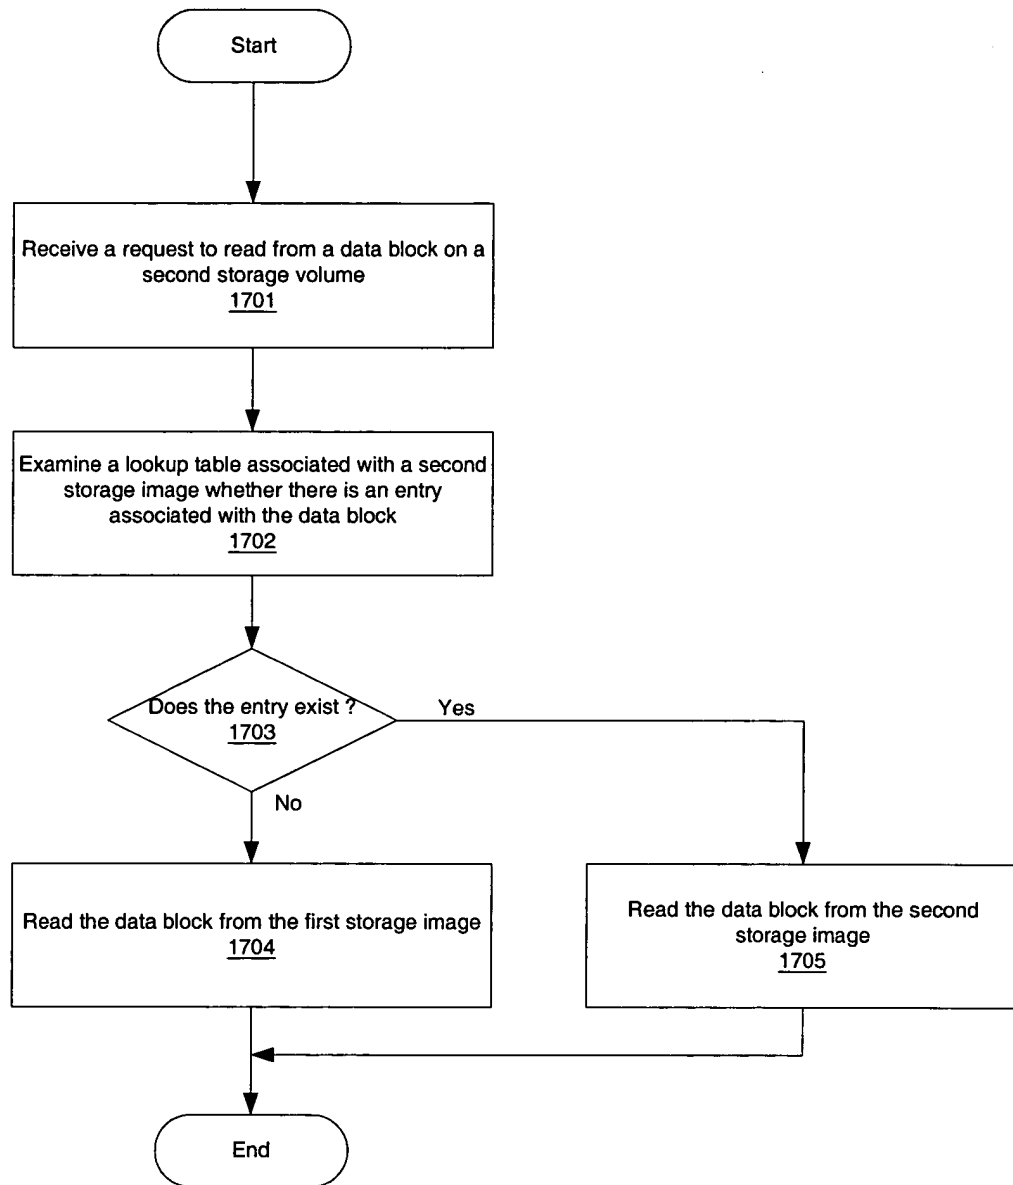 Start
Receive a request to read from a data block on a
second storage volume
1701
Examine a lookup table associated with a second
storage image whether there is an entry
associated with the data block
1702
Does the entry exist ?
1703
Yes
No
Read the data block from the first storage image
1704
Read the data block from the second
storage image
1705
End